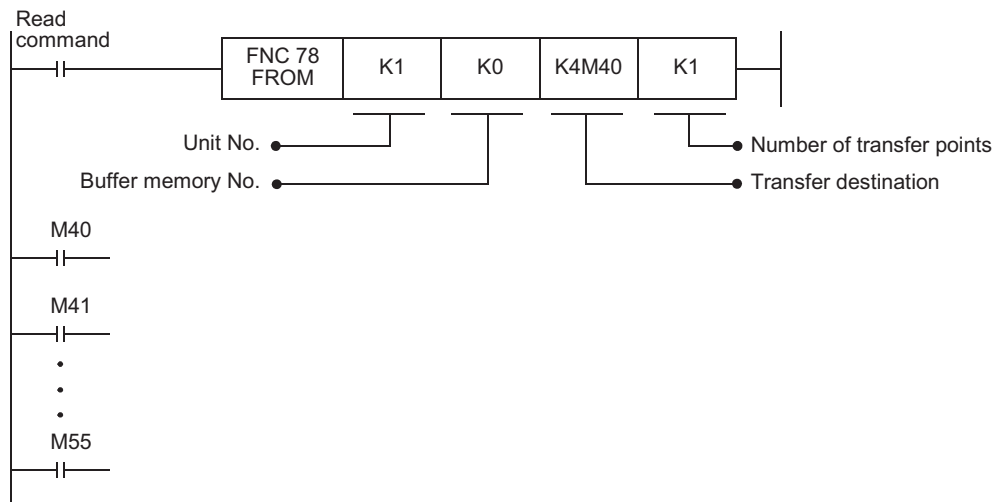 Read
command
FNC 78
FROM
K1
K0
K4M40
K1
Unit No.
Number of transfer points
Buffer memory No.
Transfer destination
M40
M41
M55